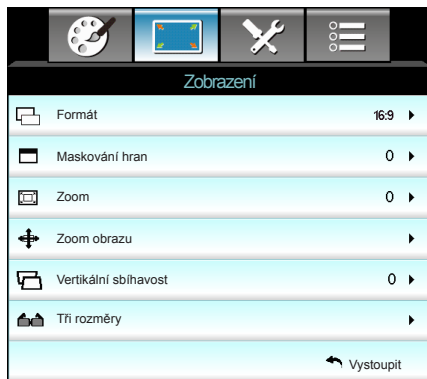 Zobrazení
Formát 16:9
Maskování hran 0
Zoom 0
Zoom obrazu
Vertikální sbíhavost 0
Tři rozměry
Vystoupit